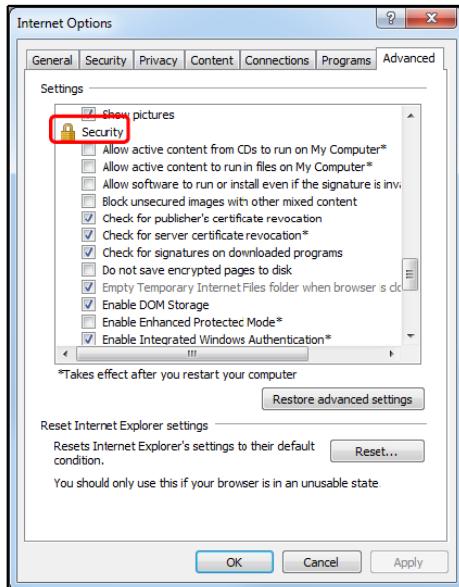 Internet Options
General Security Privacy Content Connections Programs Advanced
Settings
Show pictures
Security
Allow active content from CDs to run on My Computer*
Allow active content to run in files on My Computer*
Allow software to run or install even if the signature is inva
Block unsecured images with other mixed content
Check for publisher's certificate revocation
Check for server certificate revocation*
Check for signatures on downloaded programs
Do not save encrypted pages to disk
Empty Temporary Internet Files folder when browser is clo
Enable DOM Storage
Enable Enhanced Protected Mode*
Enable Integrated Windows Authentication*
*Takes effect after you restart your computer
Restore advanced settings
Reset Internet Explorer settings
Resets Internet Explorer's settings to their default
condition.
Reset...
You should only use this if your browser is in an unusable state.
OK Cancel Apply